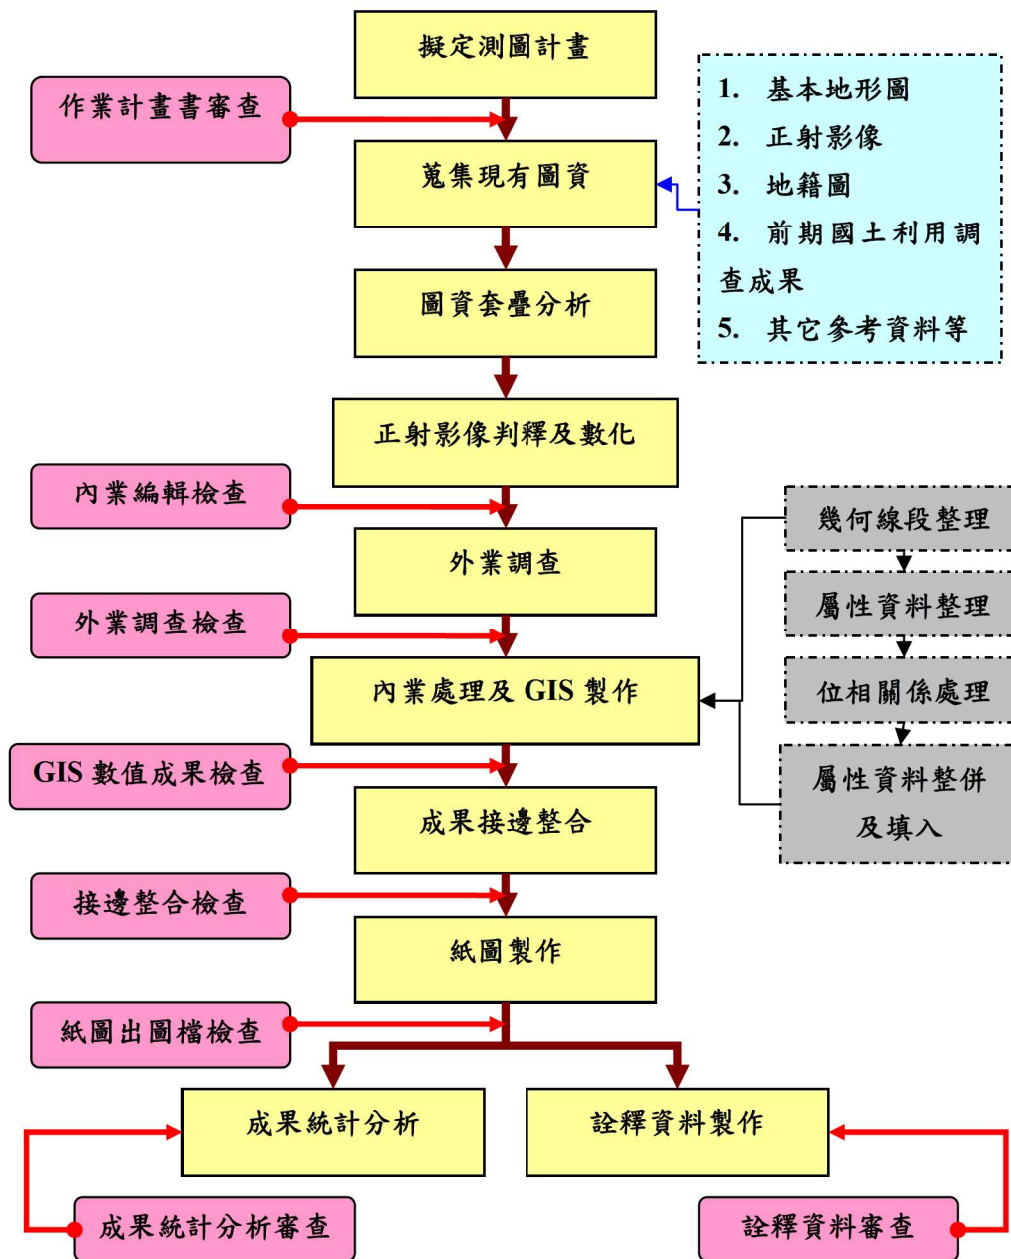 擬定測圖計畫
作業計畫書審查
1. 基本地形圖
2. 正射影像
3. 地籍圖
4. 前期國土利用調
查成果
5. 其它參考資料等
蒐集現有圖資
圖資套疊分析
正射影像判釋及數化
內業編輯檢查
幾何線段整理
外業調查
屬性資料整理
外業調查檢查
位相關係處理
內業處理及 GIS 製作
GIS 數值成果檢查
屬性資料整併
及填入
成果接邊整合
接邊整合檢查
紙圖製作
紙圖出圖檔檢查
成果統計分析
詮釋資料製作
成果統計分析審查
詮釋資料審查